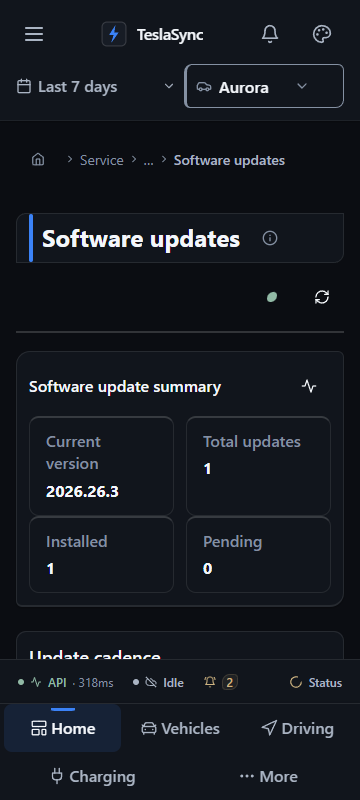 TeslaSync
Last 7 days
Aurora
Service
...
Software updates
Software updates
Software update summary
Current version
2026.26.3
Total updates
1
Installed
1
Pending
0
Update cadence
API · 318ms
Idle
2
Status
Home
Vehicles
Driving
Charging
More